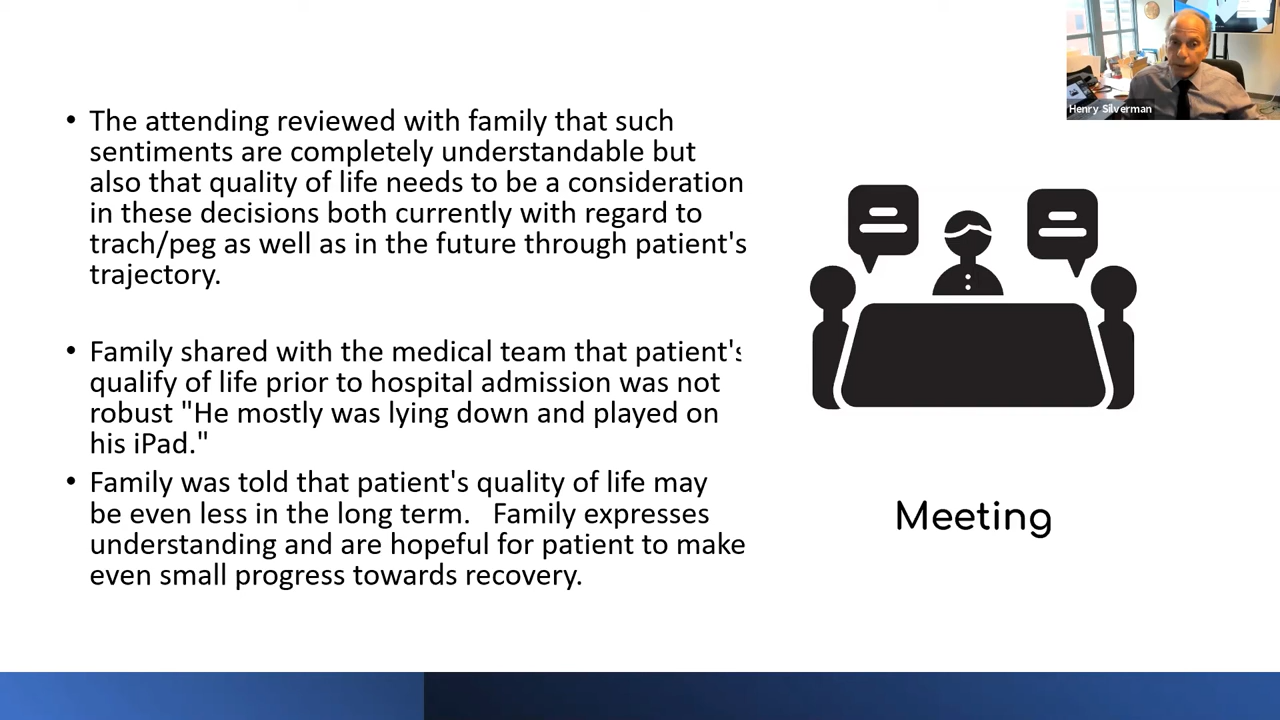 • The attending reviewed with family that such
sentiments are completely understandable but
also that quality of life needs to be a consideration
in these decisions both currently with regard to
trach/peg as well as in the future through patient's
trajectory.
• Family shared with the medical team that patient's
qualify of life prior to hospital admission was not
robust "He mostly was lying down and played on
his iPad."
• Family was told that patient's quality of life may
be even less in the long term.   Family expresses
understanding and are hopeful for patient to make
even small progress towards recovery.
Henry Silverman
Meeting